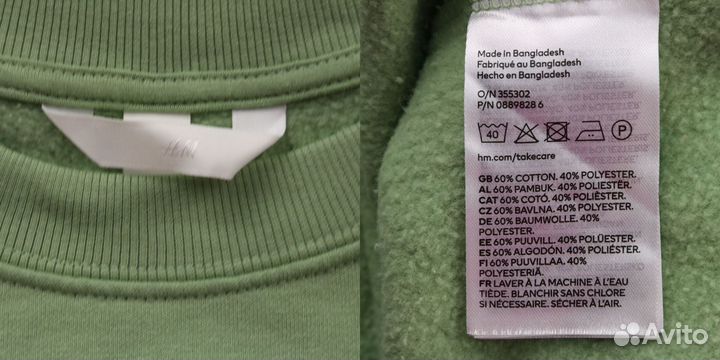 H&M
Made in Bangladesh
Fabriqué au Bangladesh
Hecho en Bangladesh
O/N 355302
P/N 0889828 6
40
P
hm.com/takecare
GB 60% COTTON. 40% POLYESTER.
AL 60% PAMBUK. 40% POLIESTËR.
CAT 60% COTÓ. 40% POLIÈSTER.
CZ 60% BAVLNA. 40% POLYESTER.
DE 60% BAUMWOLLE. 40%
POLYESTER.
EE 60% PUUVILL. 40% POLÜESTER.
ES 60% ALGODÓN. 40% POLIÉSTER.
FI 60% PUUVILLAA. 40%
POLYESTERIÄ.
FR LAVER À LA MACHINE À L'EAU
TIÈDE. BLANCHIR SANS CHLORE
SI NÉCESSAIRE. SÉCHER À L'AIR.
Avito